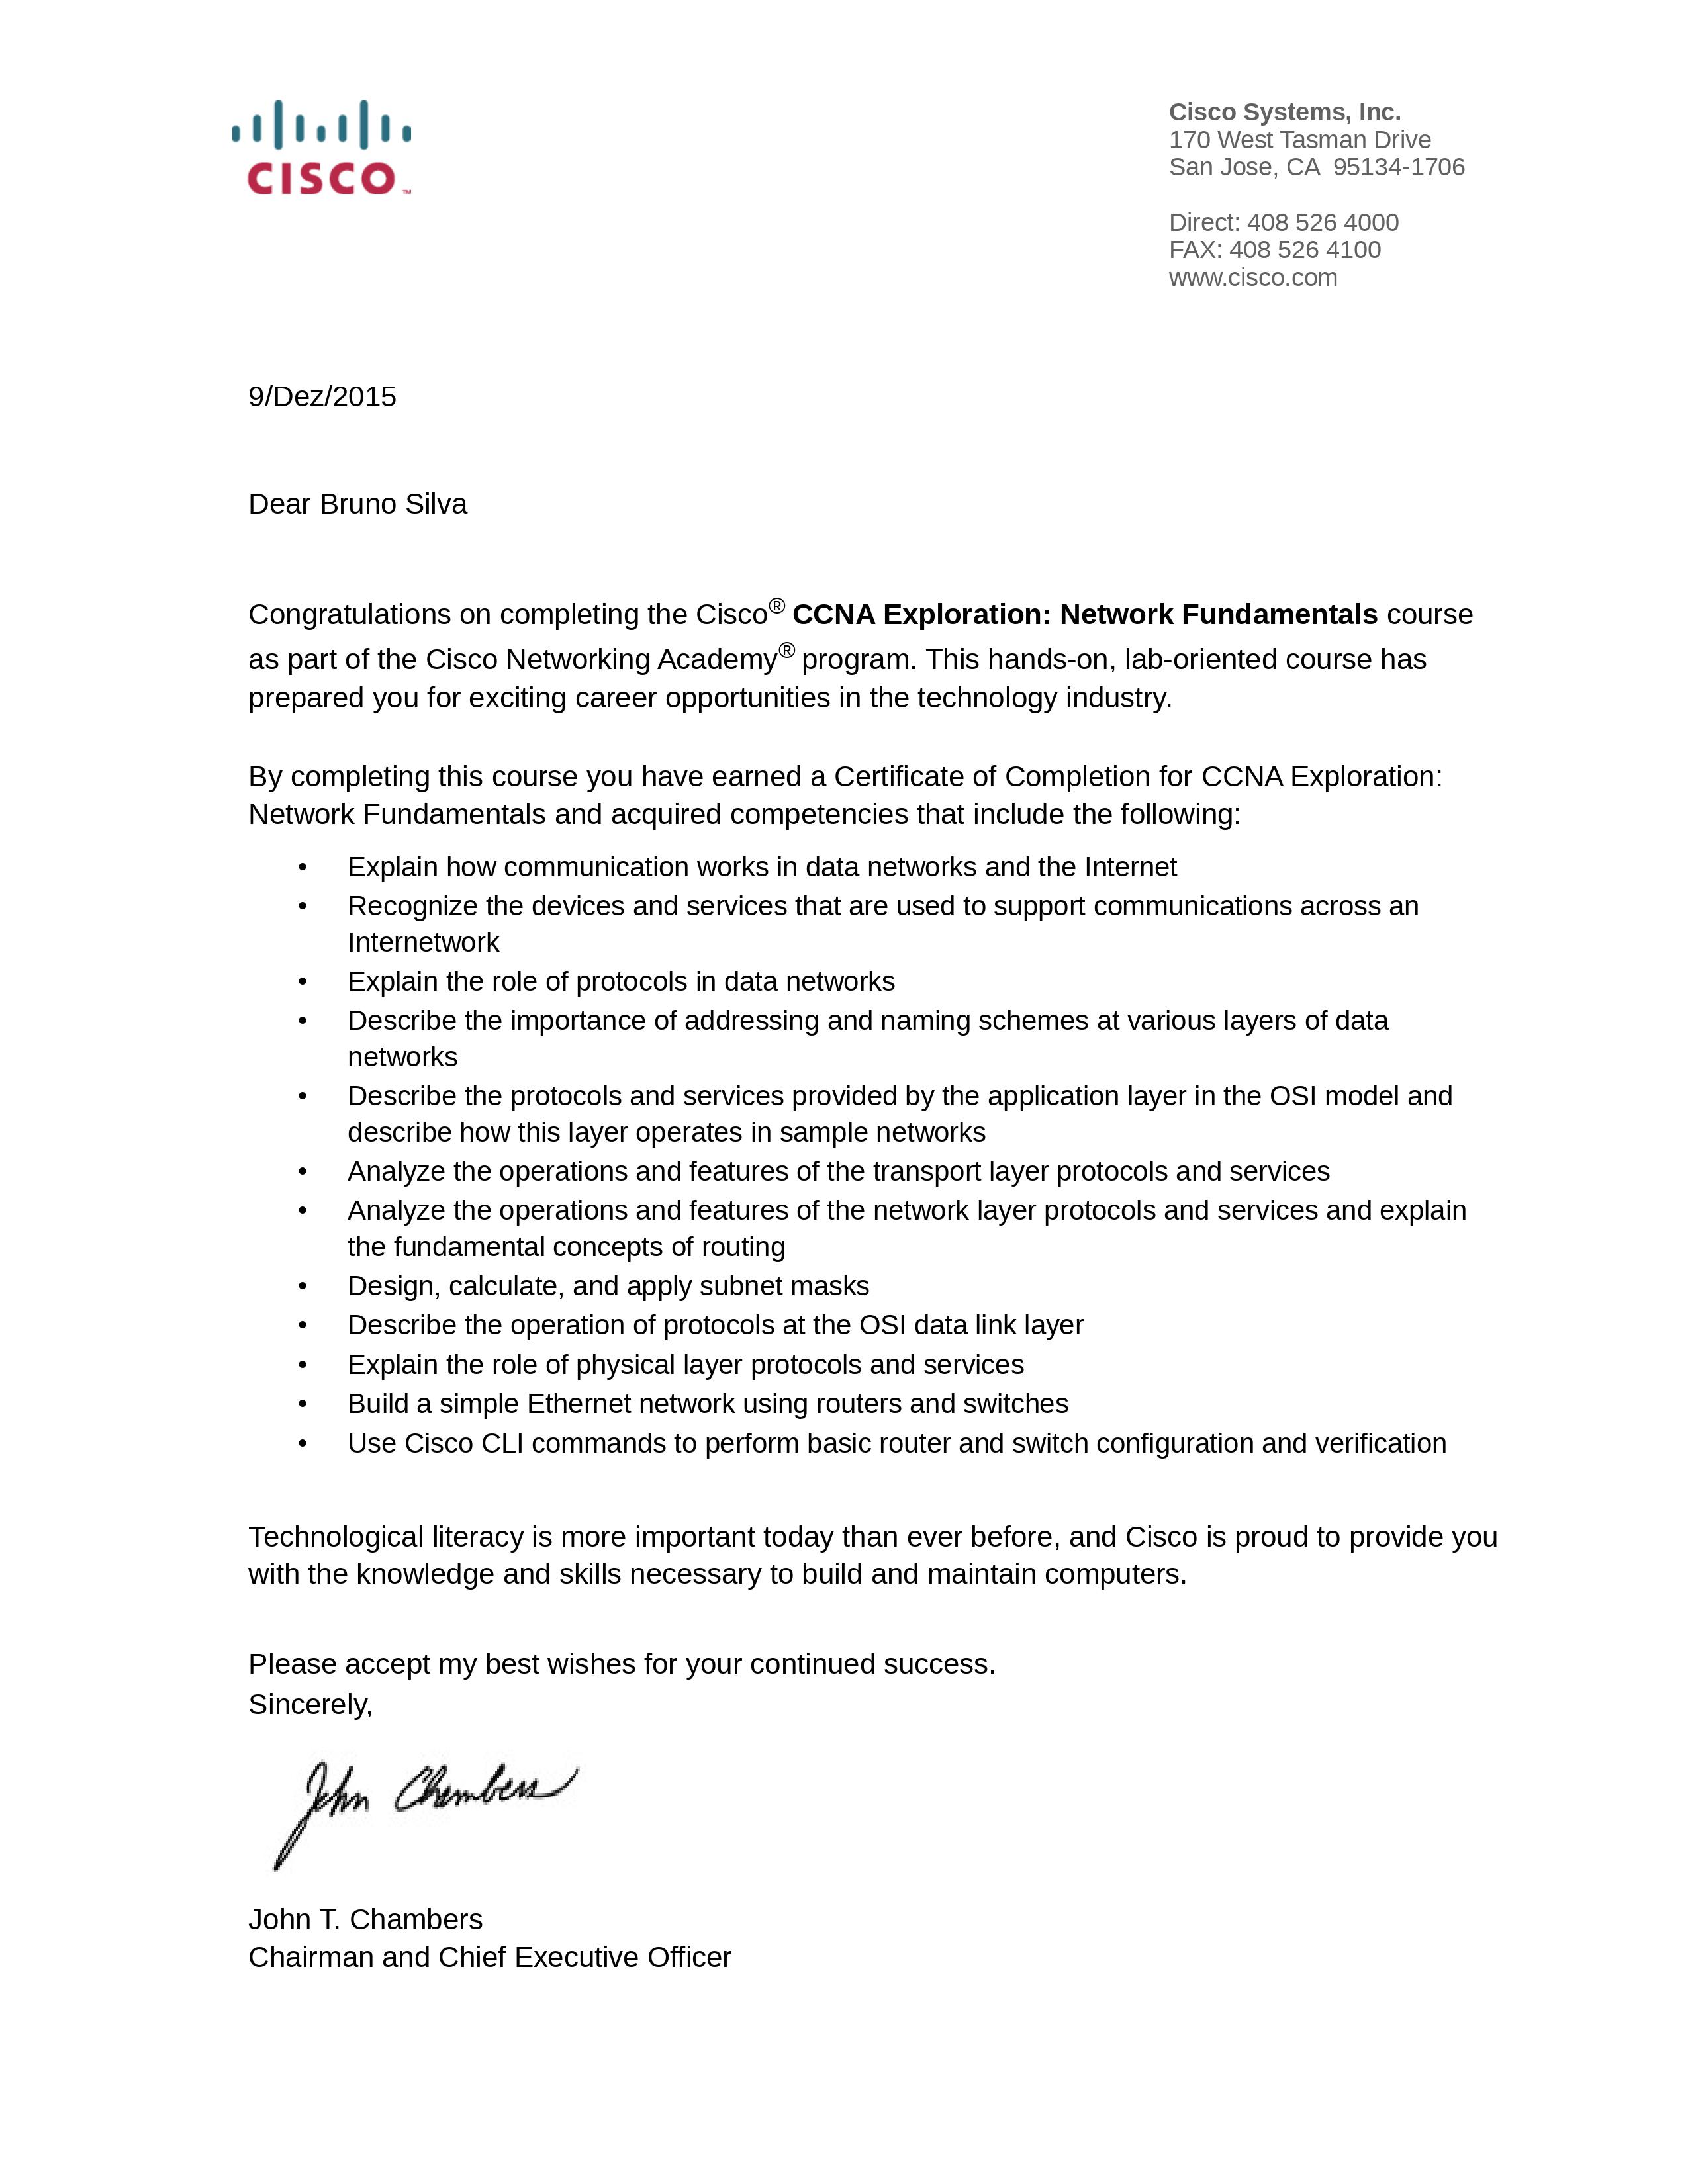 CISCO™
Cisco Systems, Inc.
170 West Tasman Drive
San Jose, CA  95134-1706
Direct: 408 526 4000
FAX: 408 526 4100
www.cisco.com
9/Dez/2015
Dear Bruno Silva
Congratulations on completing the Cisco® CCNA Exploration: Network Fundamentals course
as part of the Cisco Networking Academy® program. This hands-on, lab-oriented course has
prepared you for exciting career opportunities in the technology industry.
By completing this course you have earned a Certificate of Completion for CCNA Exploration:
Network Fundamentals and acquired competencies that include the following:
• Explain how communication works in data networks and the Internet
• Recognize the devices and services that are used to support communications across an
Internetwork
• Explain the role of protocols in data networks
• Describe the importance of addressing and naming schemes at various layers of data
networks
• Describe the protocols and services provided by the application layer in the OSI model and
describe how this layer operates in sample networks
• Analyze the operations and features of the transport layer protocols and services
• Analyze the operations and features of the network layer protocols and services and explain
the fundamental concepts of routing
• Design, calculate, and apply subnet masks
• Describe the operation of protocols at the OSI data link layer
• Explain the role of physical layer protocols and services
• Build a simple Ethernet network using routers and switches
• Use Cisco CLI commands to perform basic router and switch configuration and verification
Technological literacy is more important today than ever before, and Cisco is proud to provide you
with the knowledge and skills necessary to build and maintain computers.
Please accept my best wishes for your continued success.
Sincerely,
John Chambers
John T. Chambers
Chairman and Chief Executive Officer